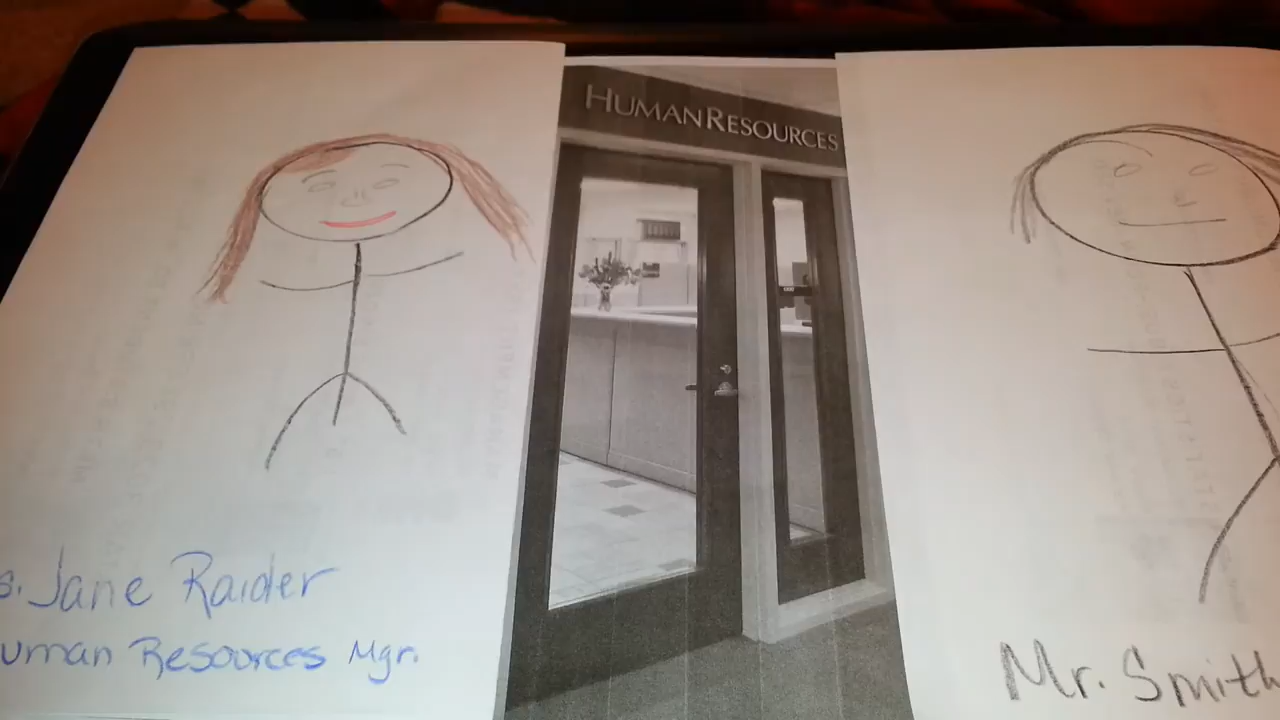 HUMAN RESOURCES
s. Jane Raider
uman Resources Mgr.
Mr. Smith